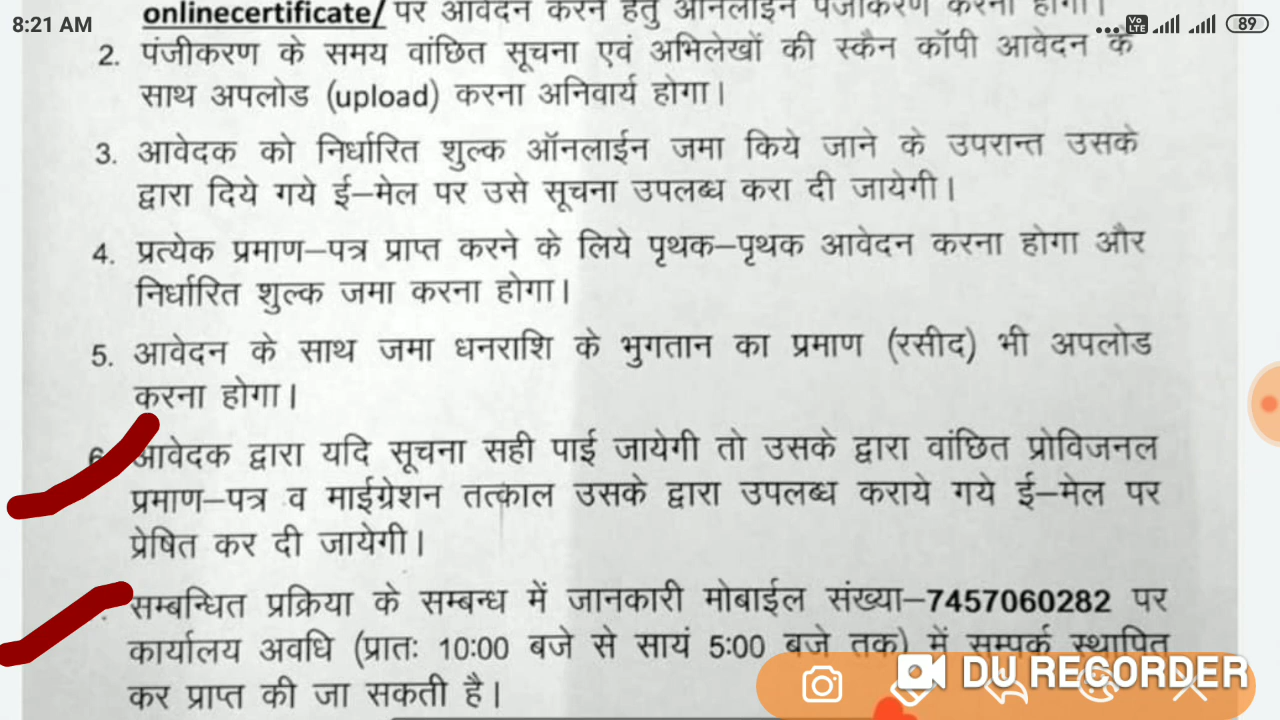 8:21 AM
Vo LTE 89
onlinecertificate/ पर आवेदन करने हेतु ऑनलाईन पंजीकरण करना होगा।
2. पंजीकरण के समय वांछित सूचना एवं अभिलेखों की स्कैन कॉपी आवेदन के
साथ अपलोड (upload) करना अनिवार्य होगा।
3. आवेदक को निर्धारित शुल्क ऑनलाईन जमा किये जाने के उपरान्त उसके
द्वारा दिये गये ई–मेल पर उसे सूचना उपलब्ध करा दी जायेगी।
4. प्रत्येक प्रमाण–पत्र प्राप्त करने के लिये पृथक–पृथक आवेदन करना होगा और
निर्धारित शुल्क जमा करना होगा।
5. आवेदन के साथ जमा धनराशि के भुगतान का प्रमाण (रसीद) भी अपलोड
करना होगा।
6. आवेदक द्वारा यदि सूचना सही पाई जायेगी तो उसके द्वारा वांछित प्रोविजनल
प्रमाण–पत्र व माईग्रेशन तत्काल उसके द्वारा उपलब्ध कराये गये ई–मेल पर
प्रेषित कर दी जायेगी।
सम्बन्धित प्रक्रिया के सम्बन्ध में जानकारी मोबाईल संख्या–7457060282 पर
कार्यालय अवधि (प्रातः 10:00 बजे से सायं 5:00 बजे तक) में सम्पर्क स्थापित
कर प्राप्त की जा सकती है।
DU RECORDER